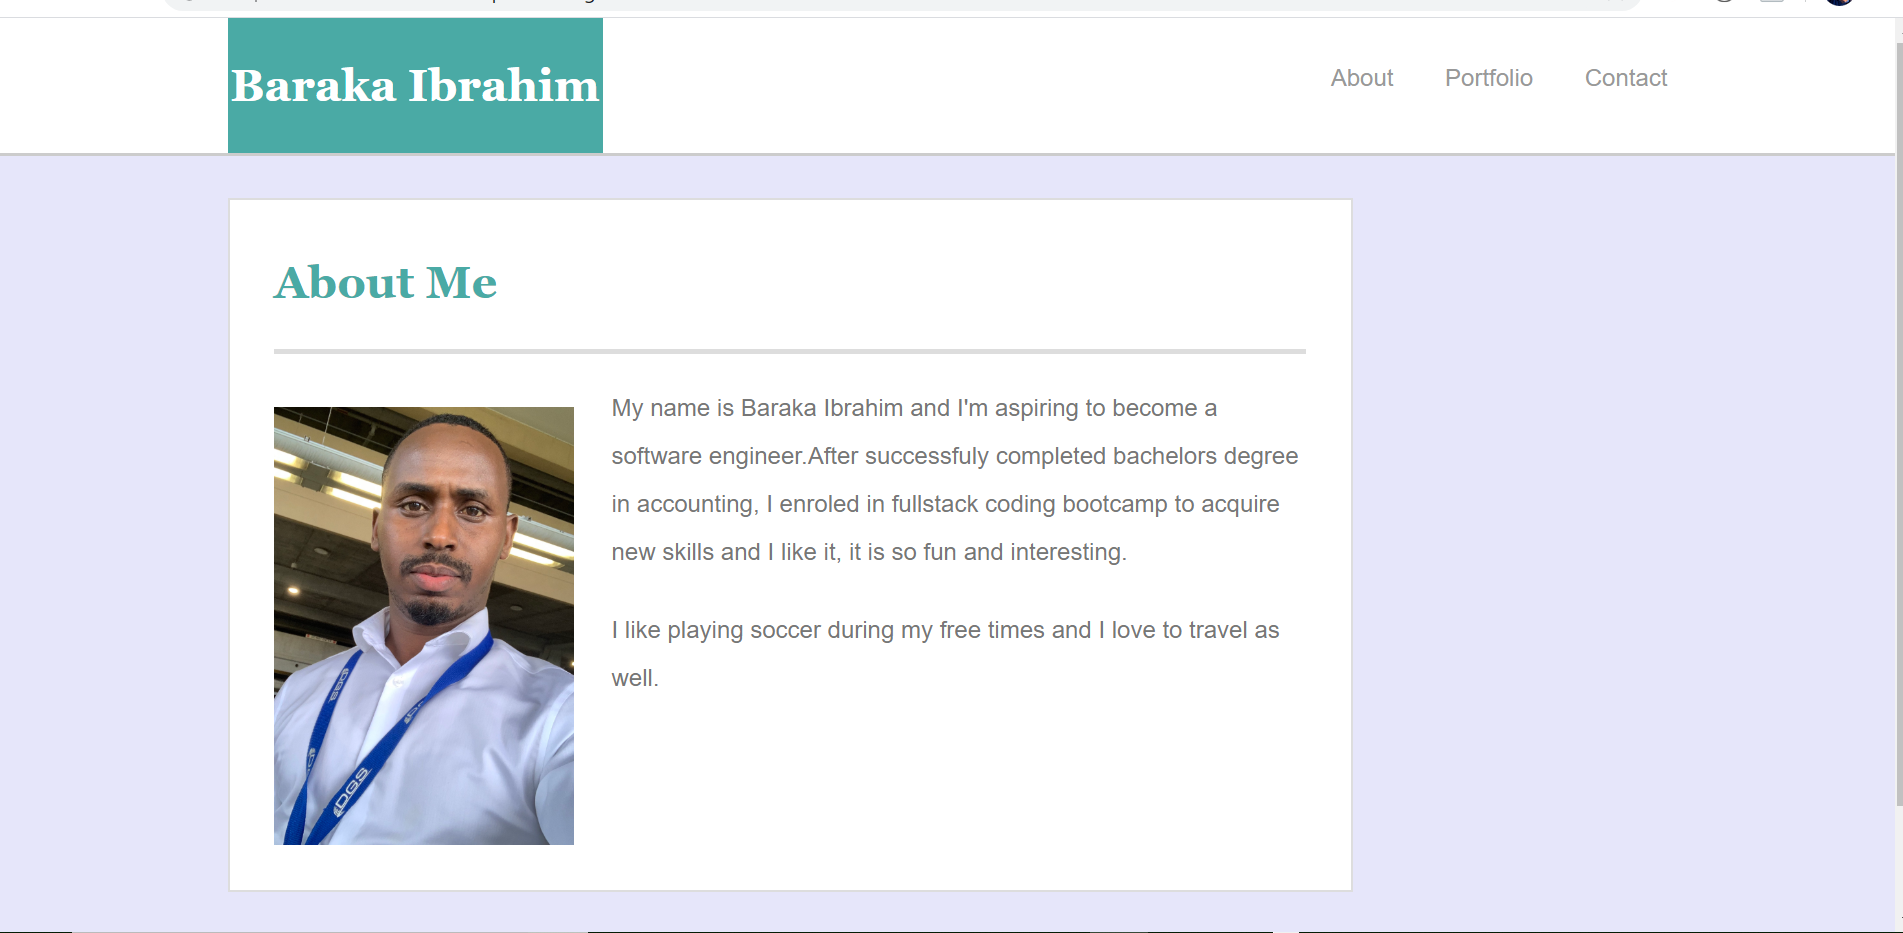 Baraka Ibrahim
About Portfolio Contact
About Me
My name is Baraka Ibrahim and I'm aspiring to become a
software engineer.After successfuly completed bachelors degree
in accounting, I enroled in fullstack coding bootcamp to acquire
new skills and I like it, it is so fun and interesting.
I like playing soccer during my free times and I love to travel as
well.
DGS